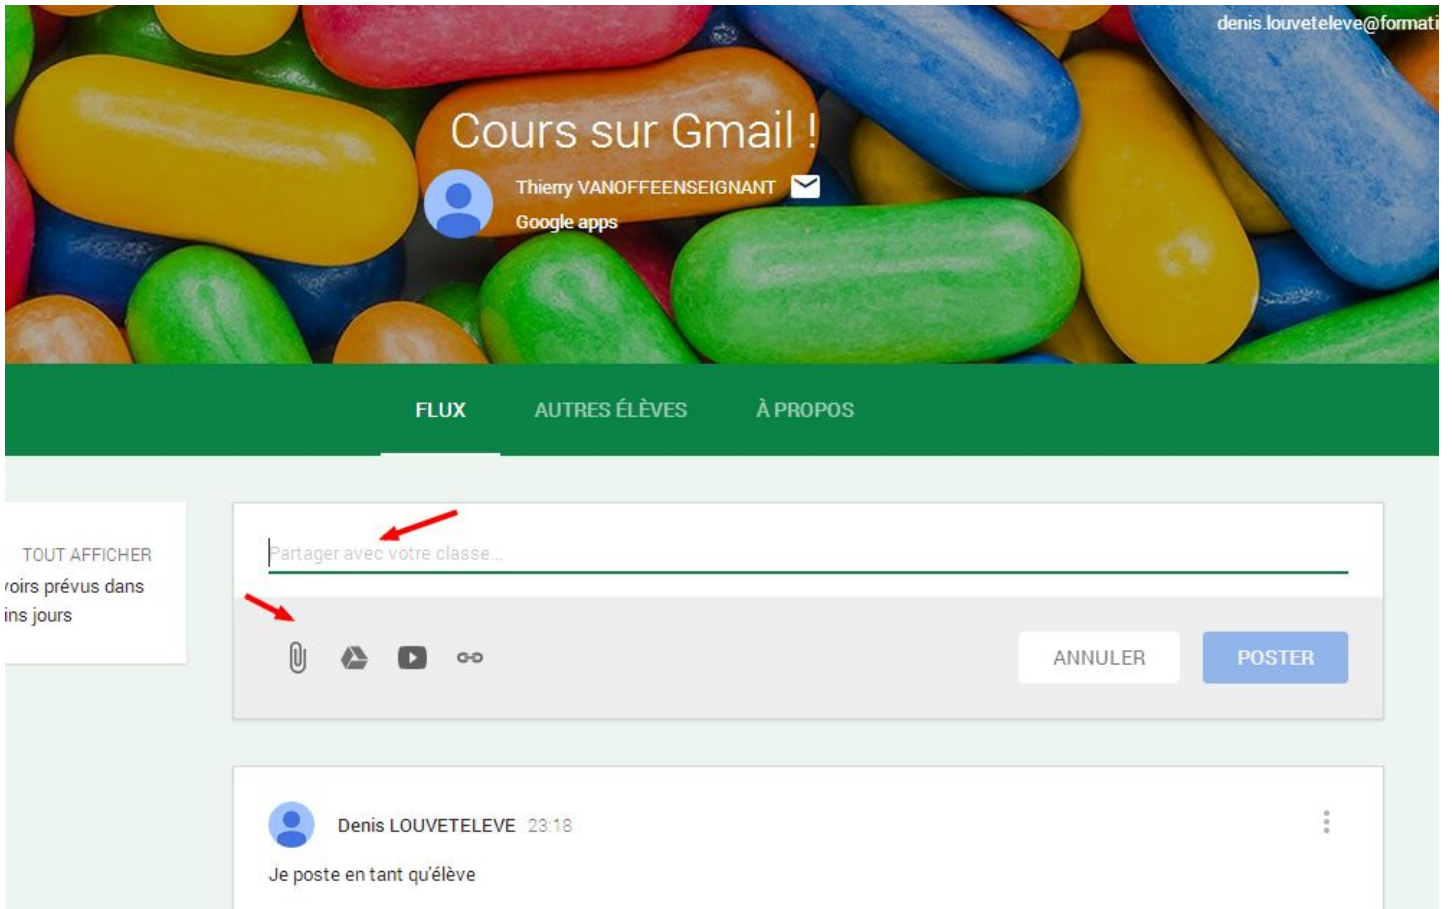 denis.louveteleve@formati
Cours sur Gmail !
Thierry VANOFFEENSEIGNANT
Google apps
FLUX AUTRES ÉLÈVES À PROPOS
TOUT AFFICHER
voirs prévus dans
ins jours
Partager avec votre classe...
ANNULER POSTER
Denis LOUVETELEVE 23:18
Je poste en tant qu'élève